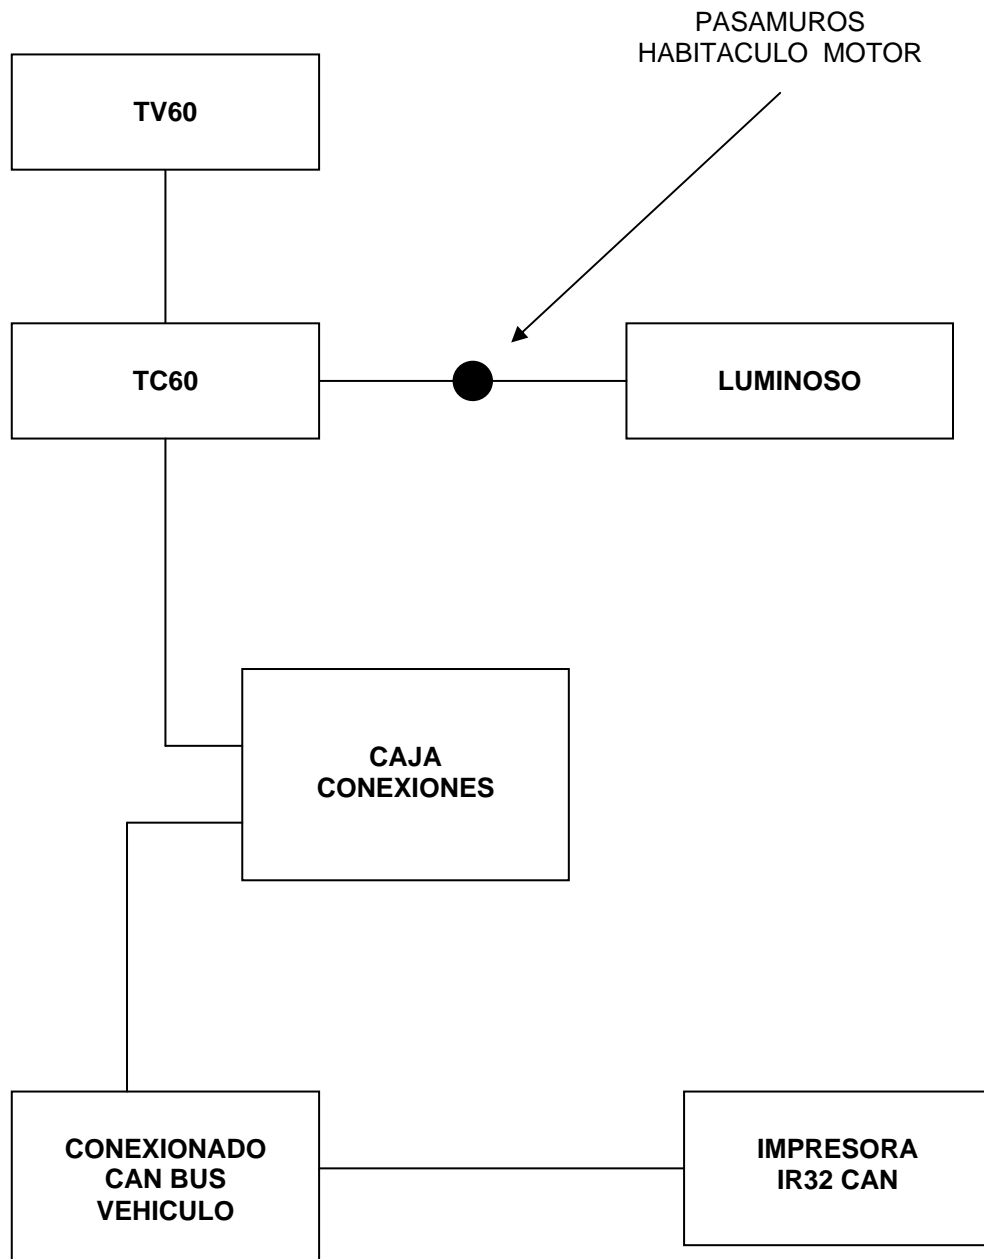 PASAMUROS
HABITACULO MOTOR
TV60
TC60
LUMINOSO
CAJA
CONEXIONES
CONEXIONADO
CAN BUS
VEHICULO
IMPRESORA
IR32 CAN